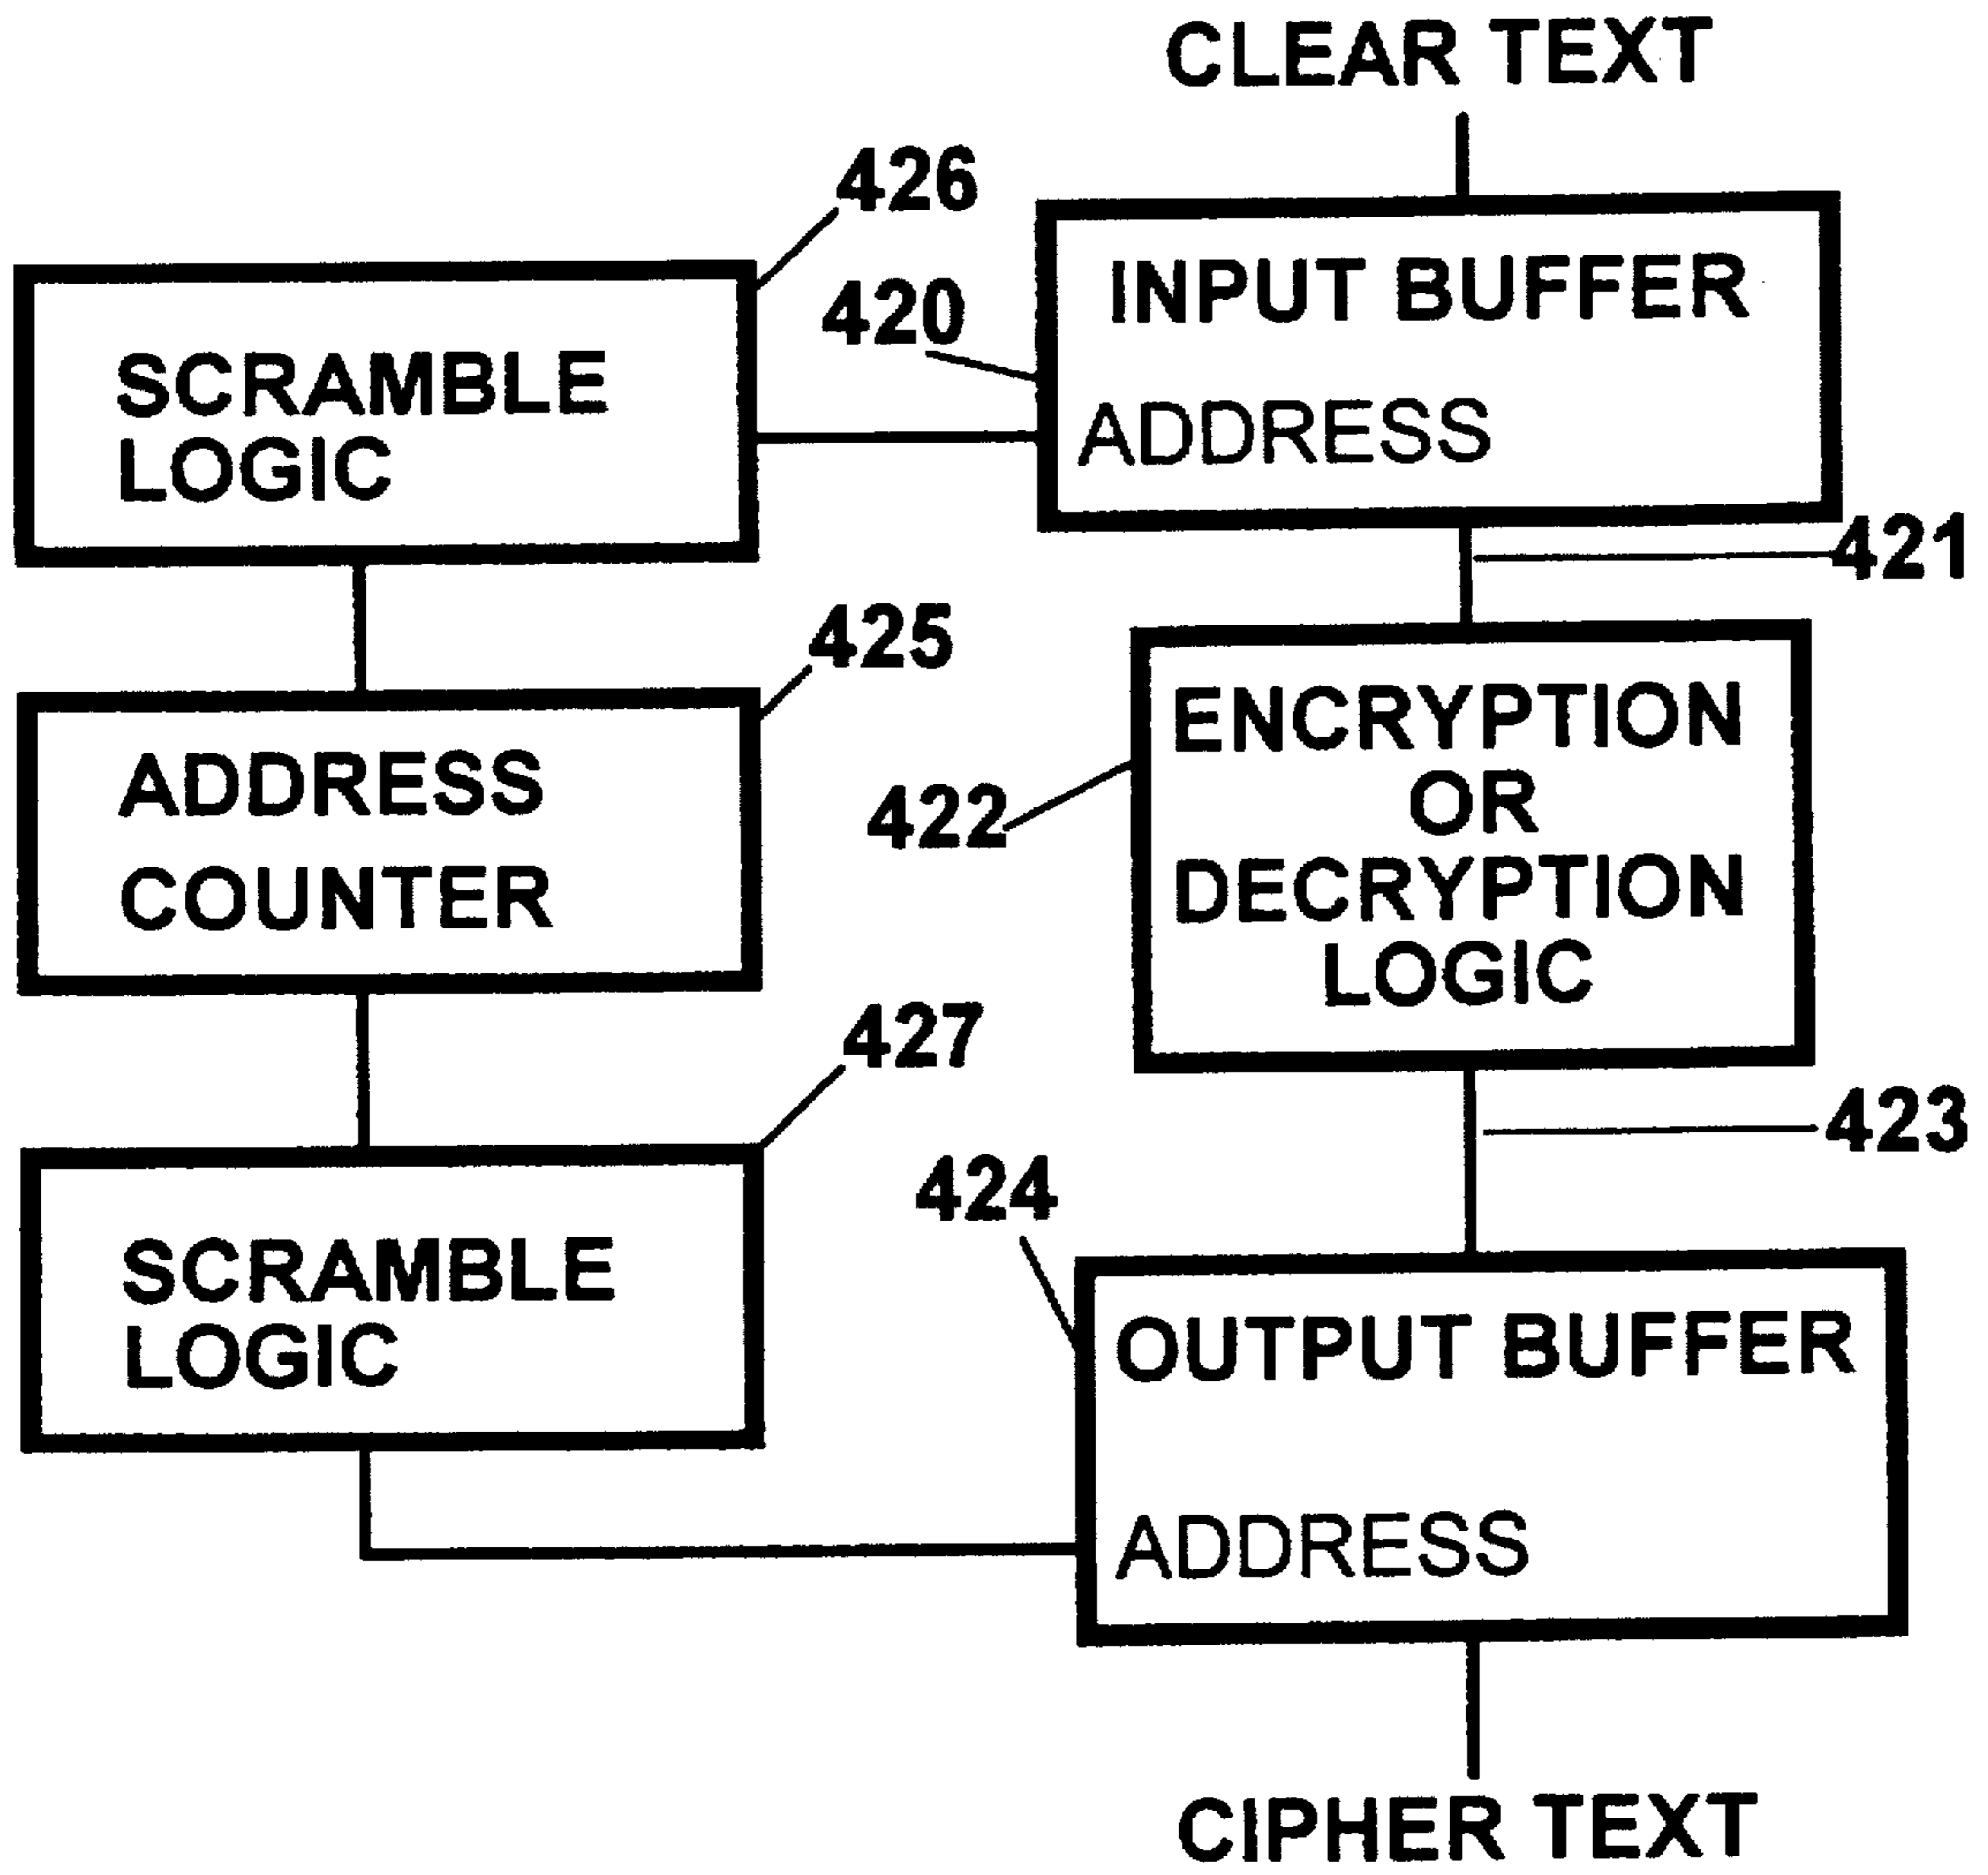 CLEAR TEXT
426
INPUT BUFFER
420
SCRAMBLE
LOGIC
ADDRESS
421
425
ENCRYPTION
OR
DECRYPTION
LOGIC
ADDRESS
COUNTER
422
427
423
424
SCRAMBLE
LOGIC
OUTPUT BUFFER
ADDRESS
CIPHER TEXT